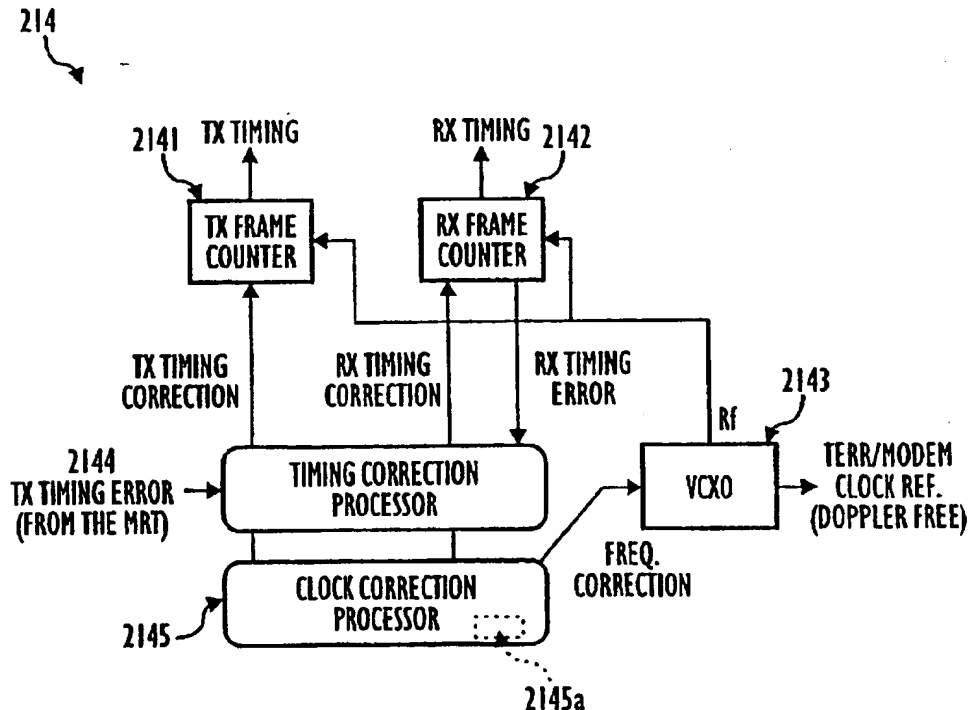 214
2141
TX TIMING
RX TIMING
2142
TX FRAME
COUNTER
RX FRAME
COUNTER
TX TIMING
CORRECTION
RX TIMING
CORRECTION
RX TIMING
ERROR
Rf
2143
2144
TX TIMING ERROR
(FROM THE MRT)
TIMING CORRECTION
PROCESSOR
VCXO
TERR/MODEM
CLOCK REF.
(DOPPLER FREE)
FREQ.
CORRECTION
CLOCK CORRECTION
PROCESSOR
2145
2145a